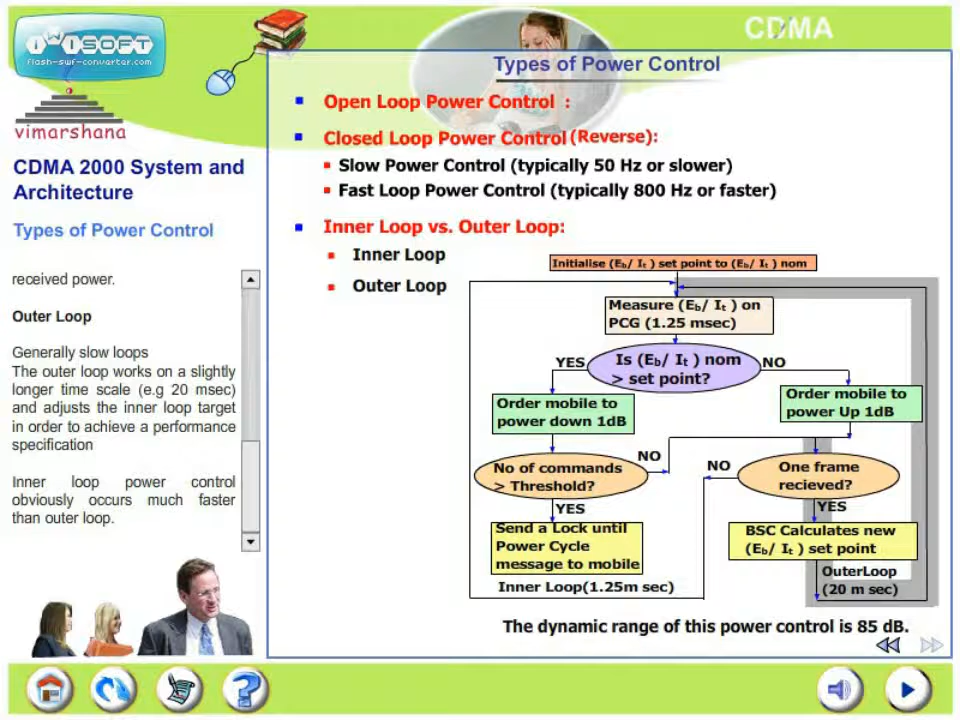 CDMA
iWiSOFT
flash-swf-converter.com
vimarshana
CDMA 2000 System and
Architecture
Types of Power Control
received power.
Outer Loop
Generally slow loops
The outer loop works on a slightly
longer time scale (e.g 20 msec)
and adjusts the inner loop target
in order to achieve a performance
specification
Inner loop power control
obviously occurs much faster
than outer loop.
Types of Power Control
Open Loop Power Control :
Closed Loop Power Control (Reverse):
Slow Power Control (typically 50 Hz or slower)
Fast Loop Power Control (typically 800 Hz or faster)
Inner Loop vs. Outer Loop:
Inner Loop
Outer Loop
Initialise (Eb/ It ) set point to (Eb/ It ) nom
Measure (Eb/ It ) on
PCG (1.25 msec)
Is (Eb/ It ) nom
> set point?
YES
NO
Order mobile to
power down 1dB
Order mobile to
power Up 1dB
No of commands
> Threshold?
NO
NO
One frame
recieved?
YES
YES
Send a Lock until
Power Cycle
message to mobile
BSC Calculates new
(Eb/ It ) set point
Inner Loop(1.25m sec)
OuterLoop
(20 m sec)
The dynamic range of this power control is 85 dB.